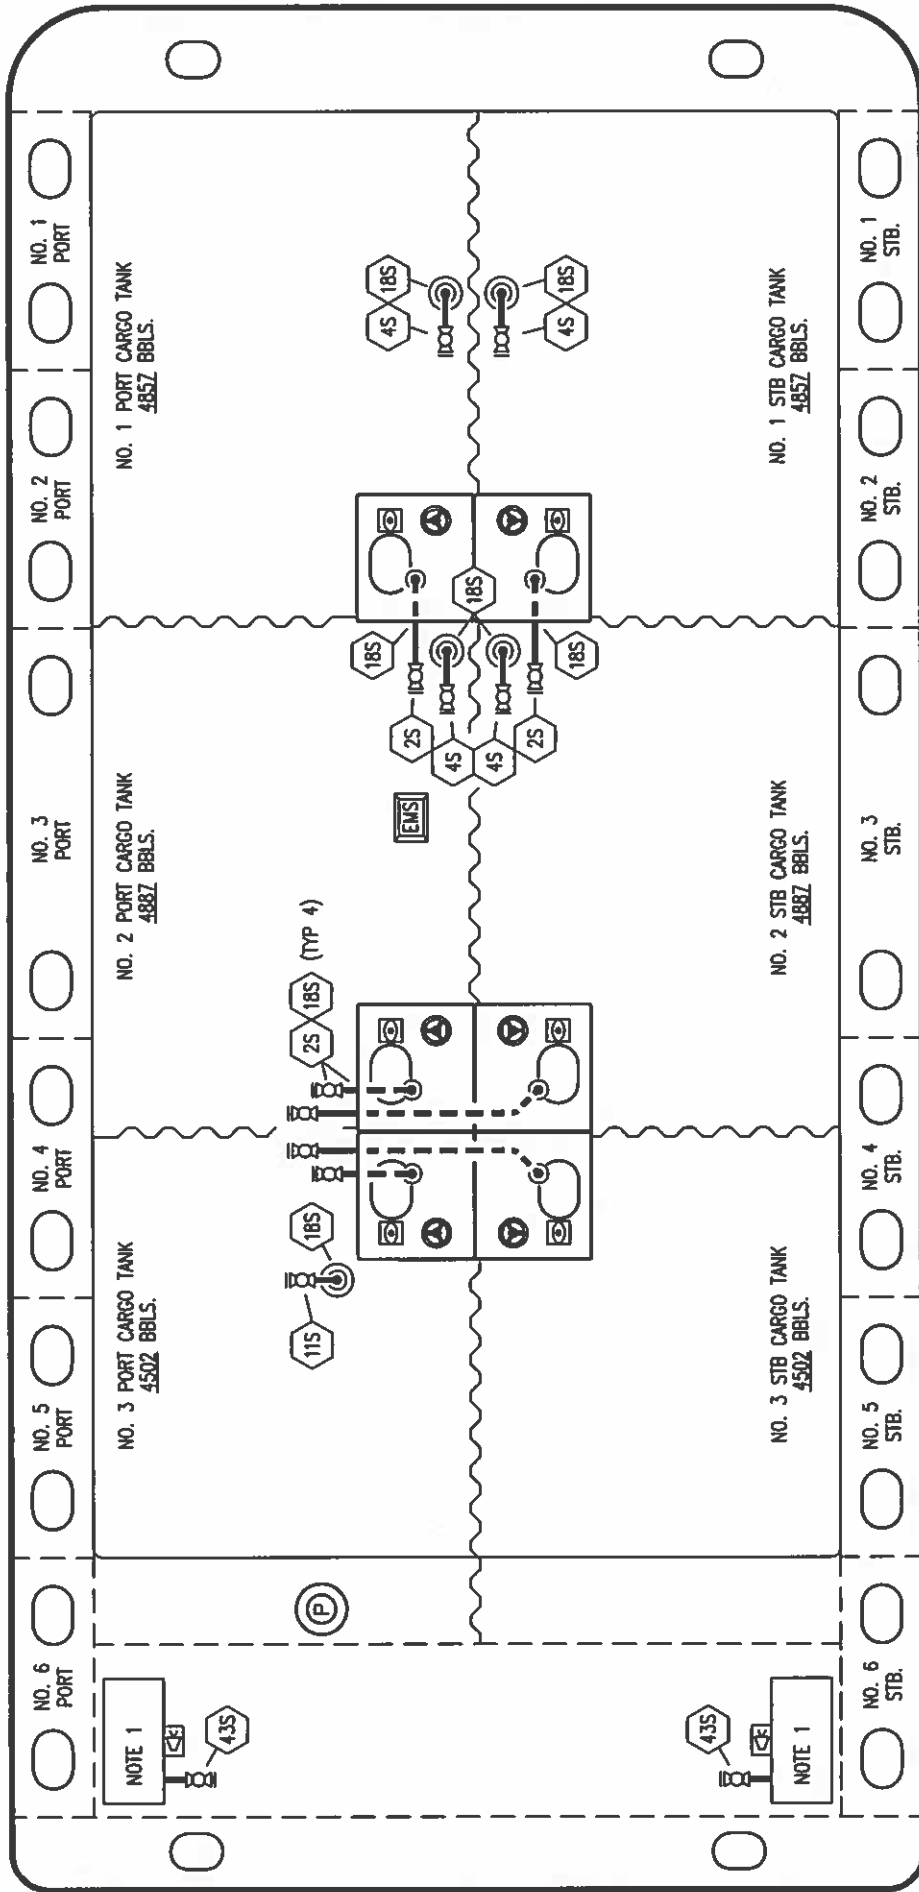 NO. 1
PORT
NO. 2
PORT
NO. 3
PORT
NO. 4
PORT
NO. 5
PORT
NO. 6
PORT
NO. 1 PORT CARGO TANK
4857 BBLS.
NO. 2 PORT CARGO TANK
4887 BBLS.
NO. 3 PORT CARGO TANK
4502 BBLS.
18S
4S
18S
4S
18S
18S
18S
2S
4S
4S
2S
EMS
(TYP 4)
18S
2S
18S
11S
P
NOTE 1
43S
43S
NOTE 1
NO. 1 STB CARGO TANK
4857 BBLS.
NO. 2 STB CARGO TANK
4887 BBLS.
NO. 3 STB CARGO TANK
4502 BBLS.
NO. 1
STB.
NO. 2
STB.
NO. 3
STB.
NO. 4
STB.
NO. 5
STB.
NO. 6
STB.